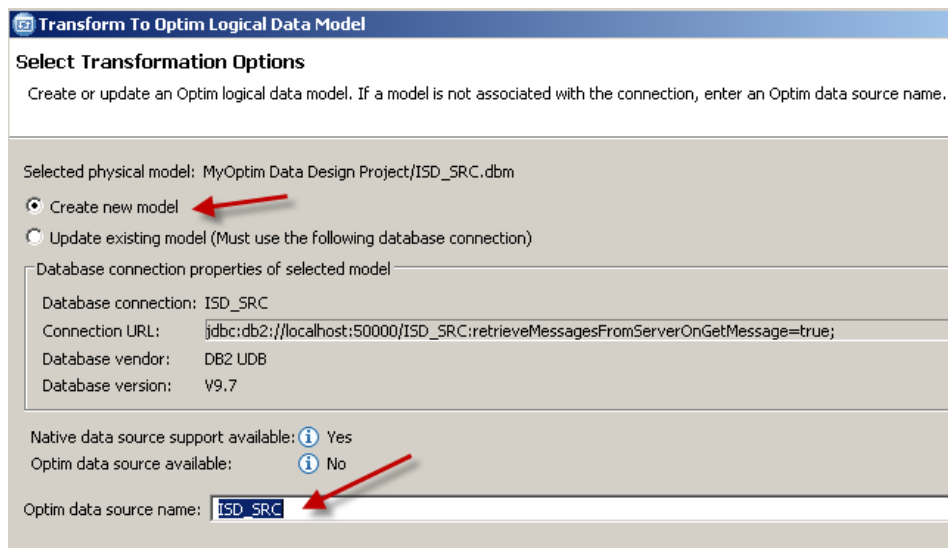 Transform To Optim Logical Data Model
Select Transformation Options
Create or update an Optim logical data model. If a model is not associated with the connection, enter an Optim data source name.
Selected physical model: MyOptim Data Design Project/ISD_SRC.dbm
Create new model
Update existing model (Must use the following database connection)
Database connection properties of selected model
Database connection: ISD_SRC
Connection URL: jdbc:db2://localhost:50000/ISD_SRC:retrieveMessagesFromServerOnGetMessage=true;
Database vendor: DB2 UDB
Database version: V9.7
Native data source support available: Yes
Optim data source available: No
Optim data source name: ISD_SRC